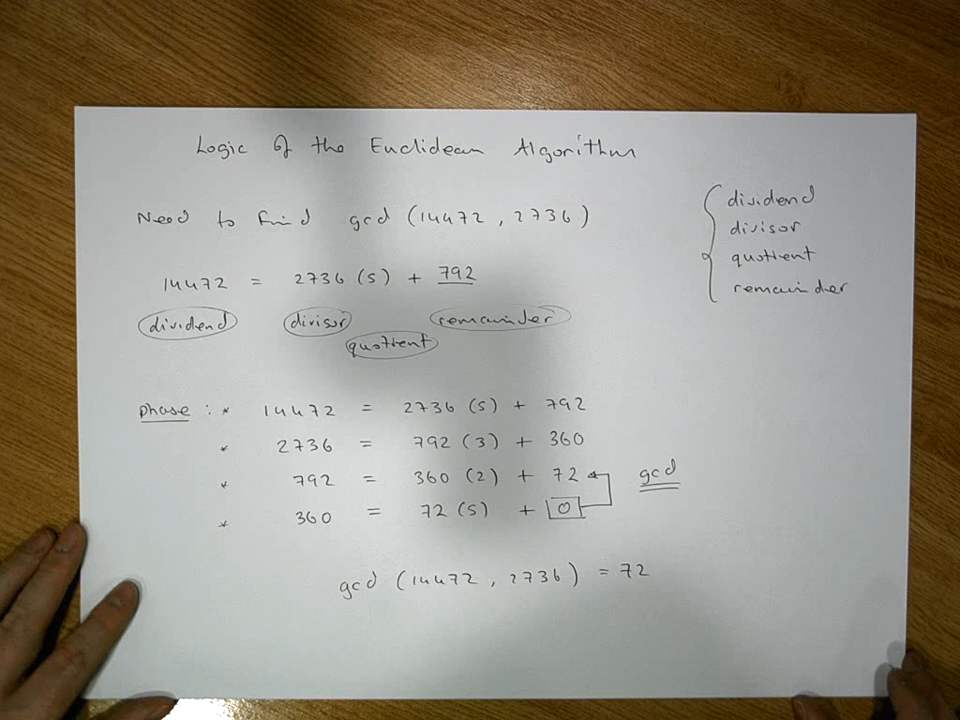 Logic of the Euclidean Algorithm
Need to find gcd (14472, 2736)
14472 = 2736 (5) + 792
dividend divisor remainder
quotient
dividend
divisor
quotient
remainder
phase : * 14472 = 2736 (5) + 792
* 2736 = 792 (3) + 360
* 792 = 360 (2) + 72 gcd
* 360 = 72 (5) + 0
gcd (14472, 2736) = 72